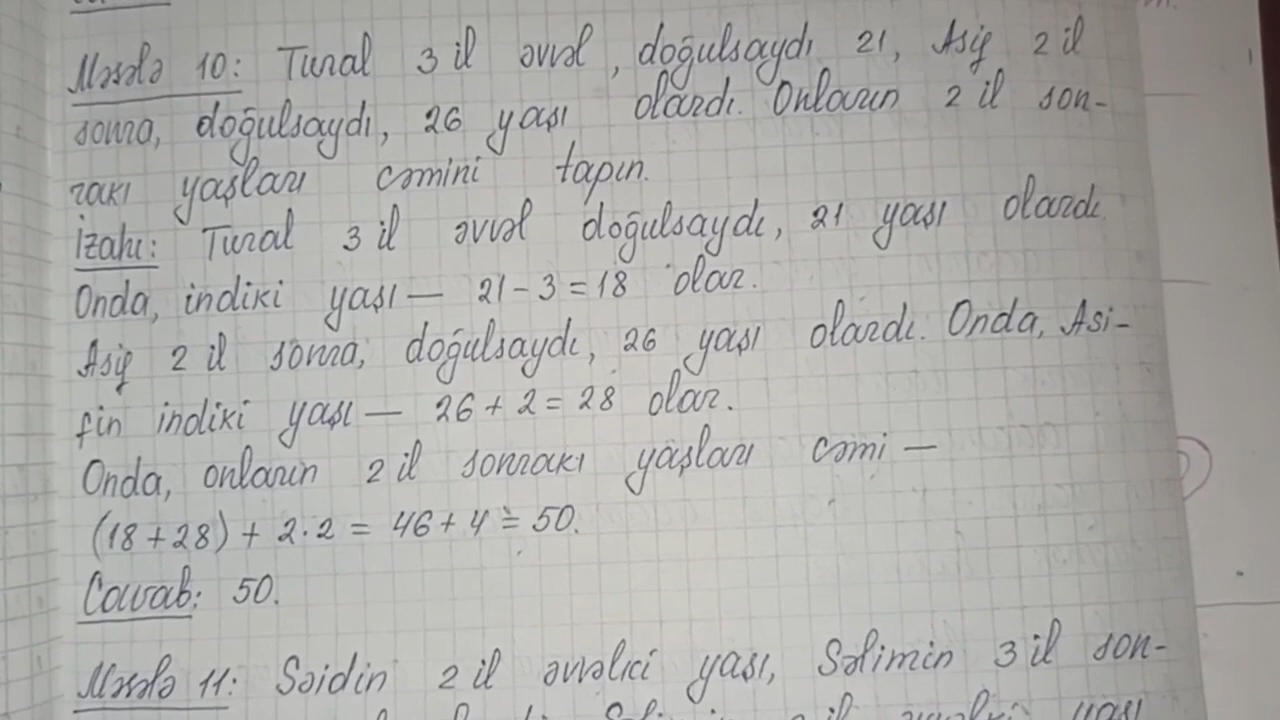 Məsələ 10: Tural 3 il əvvəl, doğulsaydı 21, Asif 2 il
sonra, doğulsaydı, 26 yaşı olardı. Onların 2 il son-
rakı yaşları cəmini tapın.
İzahı: Tural 3 il əvvəl doğulsaydı, 21 yaşı olardı.
Onda, indiki yaşı — 21 - 3 = 18 olar.
Asif 2 il sonra, doğulsaydı, 26 yaşı olardı. Onda, Asi-
fin indiki yaşı — 26 + 2 = 28 olar.
Onda, onların 2 il sonrakı yaşları cəmi —
(18 + 28) + 2·2 = 46 + 4 = 50.
Cavab: 50.
Məsələ 11: Səidin 2 il əvvəlki yaşı, Səlimin 3 il son-